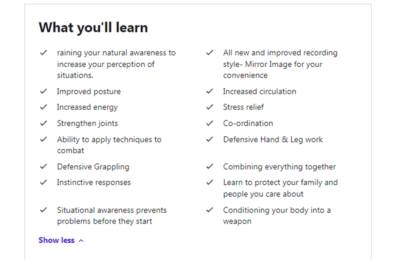 What you'll learn
raining your natural awareness to
increase your perception of
situations.
All new and improved recording
style- Mirror Image for your
convenience
Improved posture
Increased circulation
Increased energy
Stress relief
Strengthen joints
Co-ordination
Ability to apply techniques to
combat
Defensive Hand & Leg work
Defensive Grappling
Combining everything together
Instinctive responses
Learn to protect your family and
people you care about
Situational awareness prevents
problems before they start
Conditioning your body into a
weapon
Show less